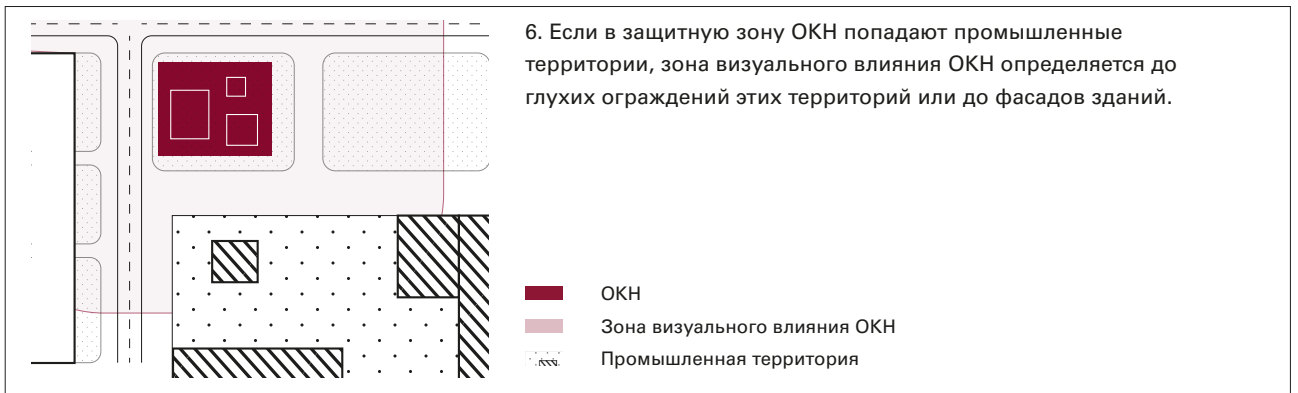 6. Если в защитную зону ОКН попадают промышленные
территории, зона визуального влияния ОКН определяется до
глухих ограждений этих территорий или до фасадов зданий.
ОКН
Зона визуального влияния ОКН
Промышленная территория